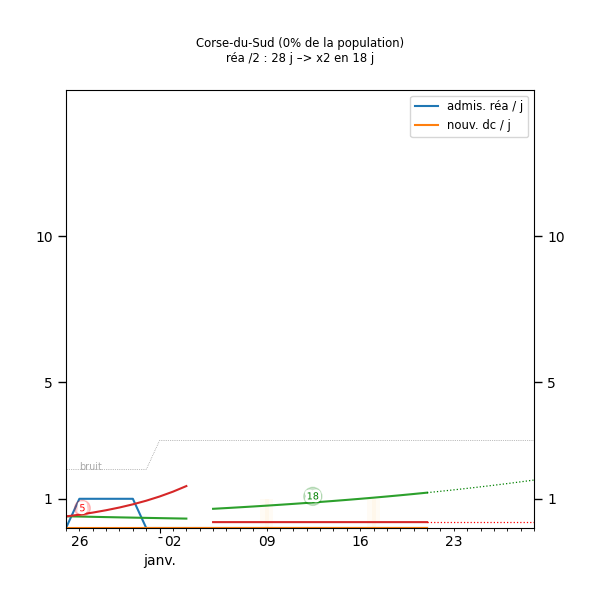 Corse-du-Sud (0% de la population)
réa /2 : 28 j –> x2 en 18 j
admis. réa / j
nouv. dc / j
10 10
5 5
bruit
1 1
5
18
26 02 09 16 23
janv.